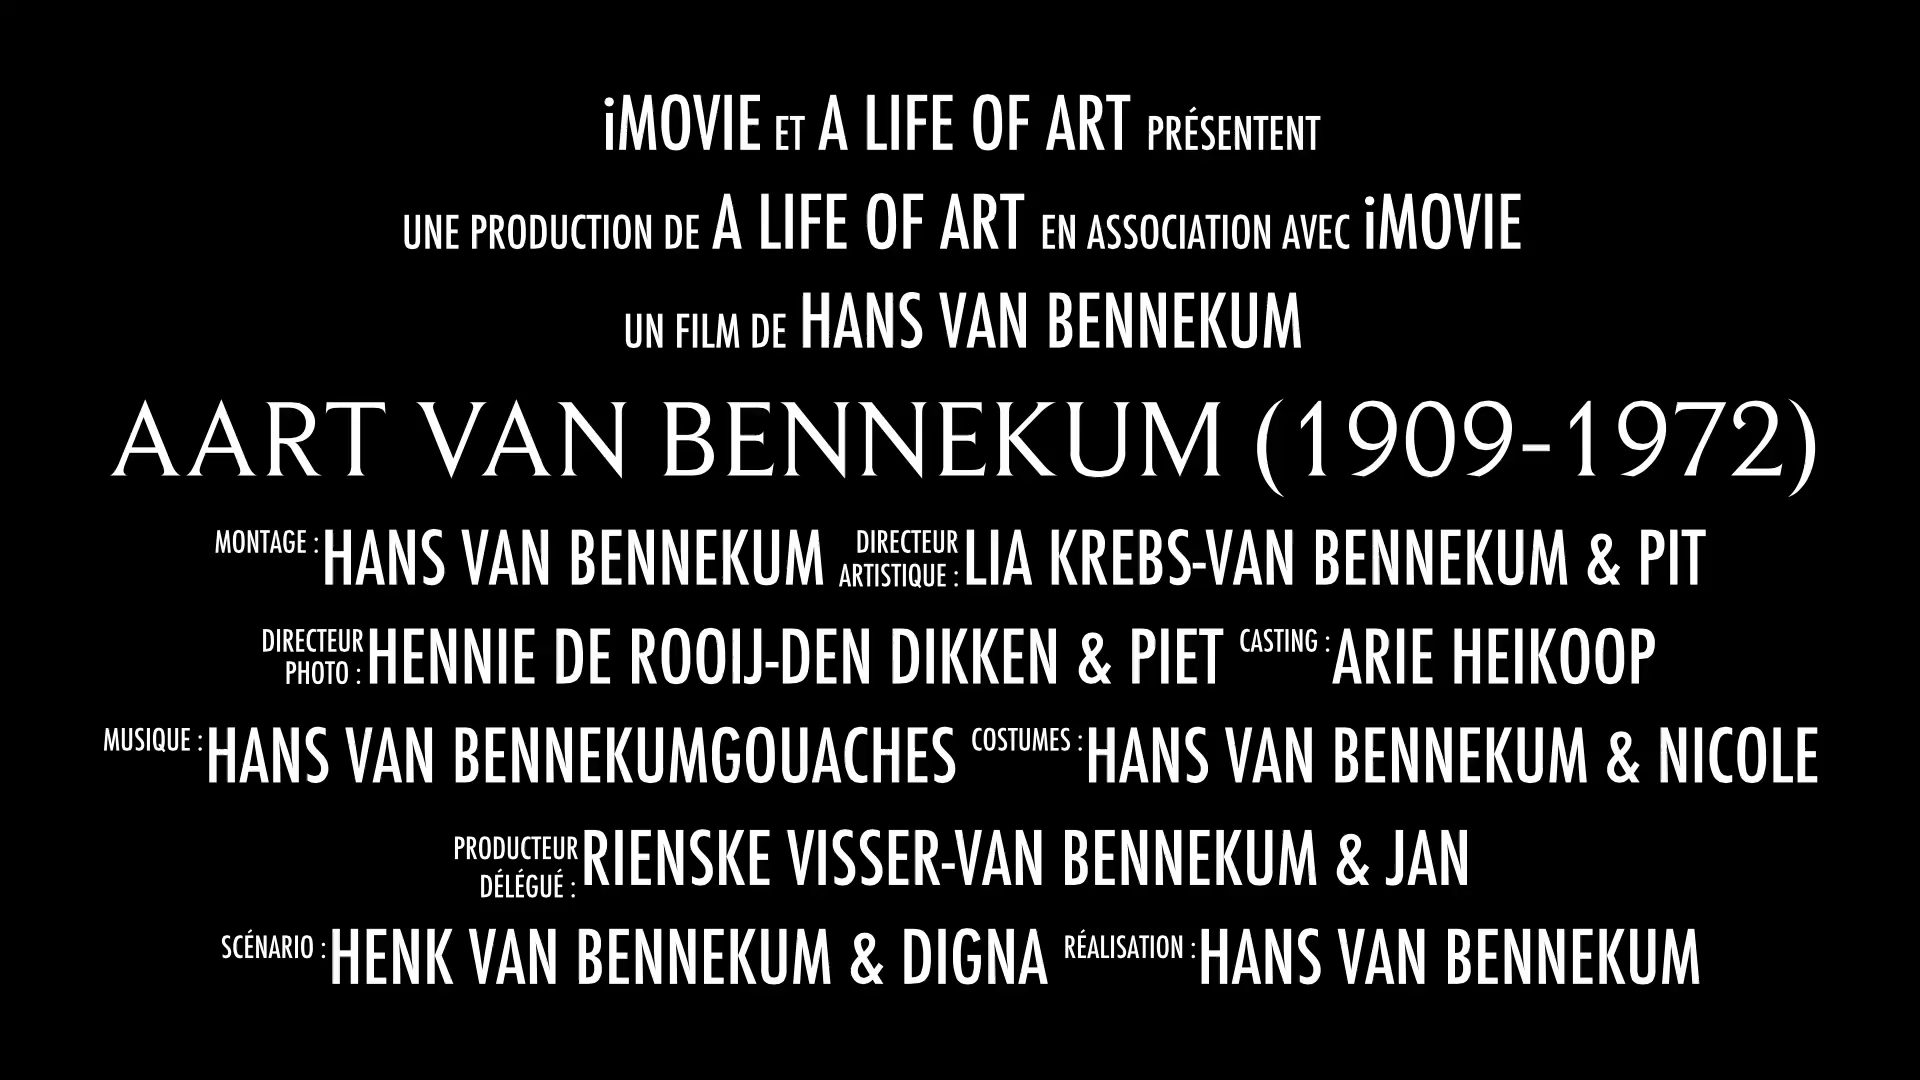 iMOVIE ET A LIFE OF ART PRÉSENTENT
UNE PRODUCTION DE A LIFE OF ART EN ASSOCIATION AVEC iMOVIE
UN FILM DE HANS VAN BENNEKUM
AART VAN BENNEKUM (1909-1972)
MONTAGE : HANS VAN BENNEKUM DIRECTEUR ARTISTIQUE : LIA KREBS-VAN BENNEKUM & PIT
DIRECTEUR PHOTO : HENNIE DE ROOIJ-DEN DIKKEN & PIET CASTING : ARIE HEIKOOP
MUSIQUE : HANS VAN BENNEKUMGOUACHES COSTUMES : HANS VAN BENNEKUM & NICOLE
PRODUCTEUR DÉLÉGUÉ : RIENSKE VISSER-VAN BENNEKUM & JAN
SCÉNARIO : HENK VAN BENNEKUM & DIGNA RÉALISATION : HANS VAN BENNEKUM